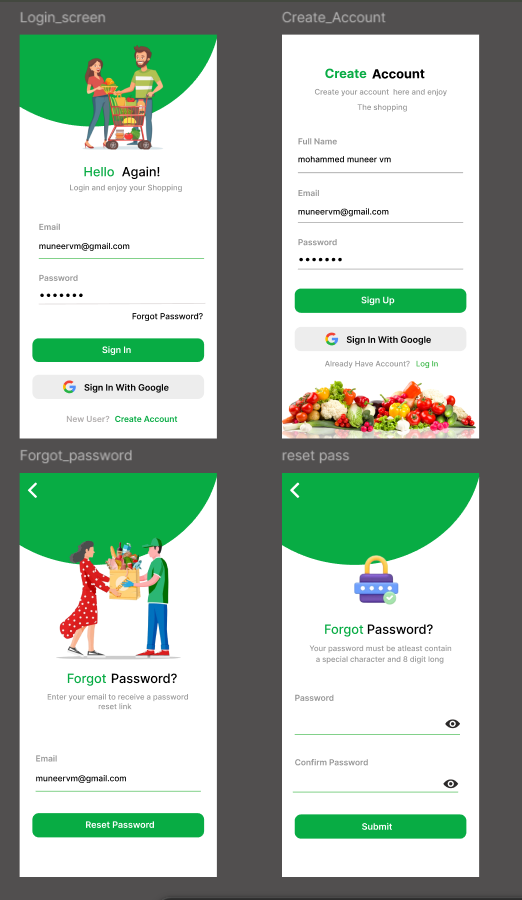 Login_screen
Hello Again!
Login and enjoy your Shopping
Email
muneervm@gmail.com
Password
•••••••
Forgot Password?
Sign In
Sign In With Google
New User? Create Account
Create_Account
Create Account
Create your account here and enjoy
The shopping
Full Name
mohammed muneer vm
Email
muneervm@gmail.com
Password
•••••••
Sign Up
Sign In With Google
Already Have Account? Log In
Forgot_password
Forgot Password?
Enter your email to receive a password
reset link
Email
muneervm@gmail.com
Reset Password
reset pass
Forgot Password?
Your password must be atleast contain
a special character and 8 digit long
Password
Confirm Password
Submit